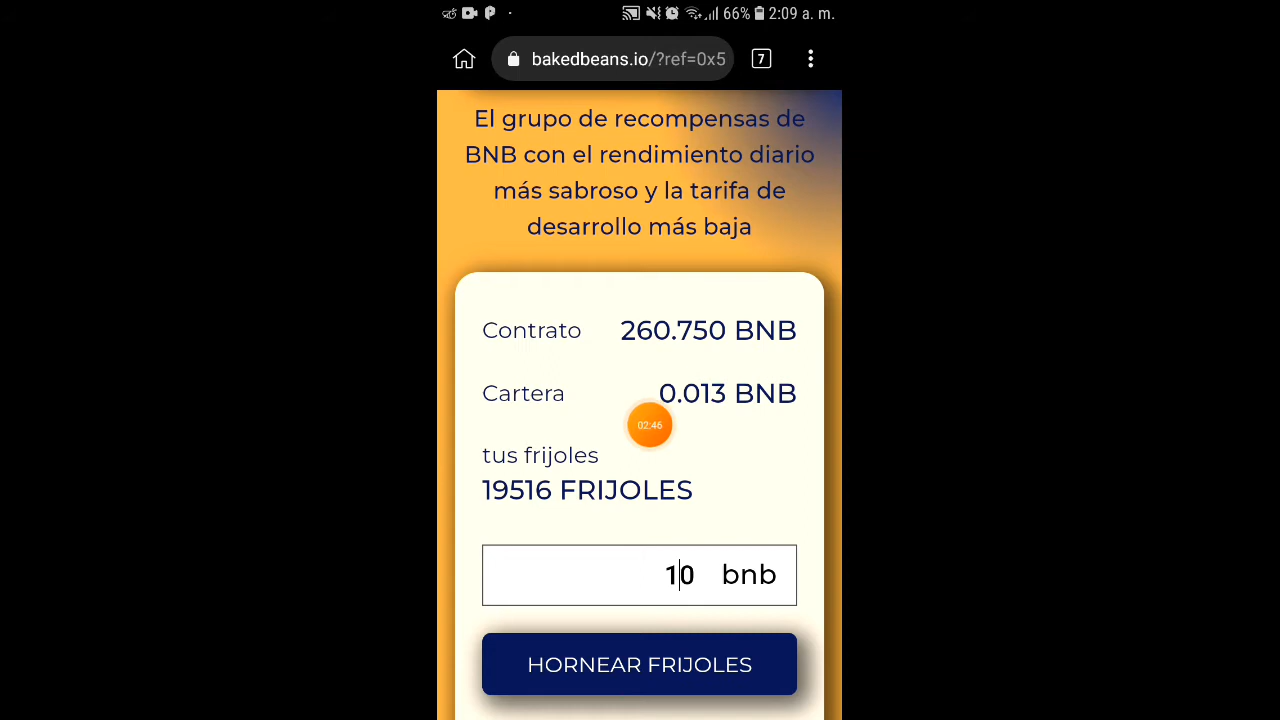 66% 2:09 a. m.
bakedbeans.io/?ref=0x5 7
El grupo de recompensas de
BNB con el rendimiento diario
más sabroso y la tarifa de
desarrollo más baja
Contrato 260.750 BNB
Cartera 0.013 BNB
02:46
tus frijoles
19516 FRIJOLES
10 bnb
HORNEAR FRIJOLES